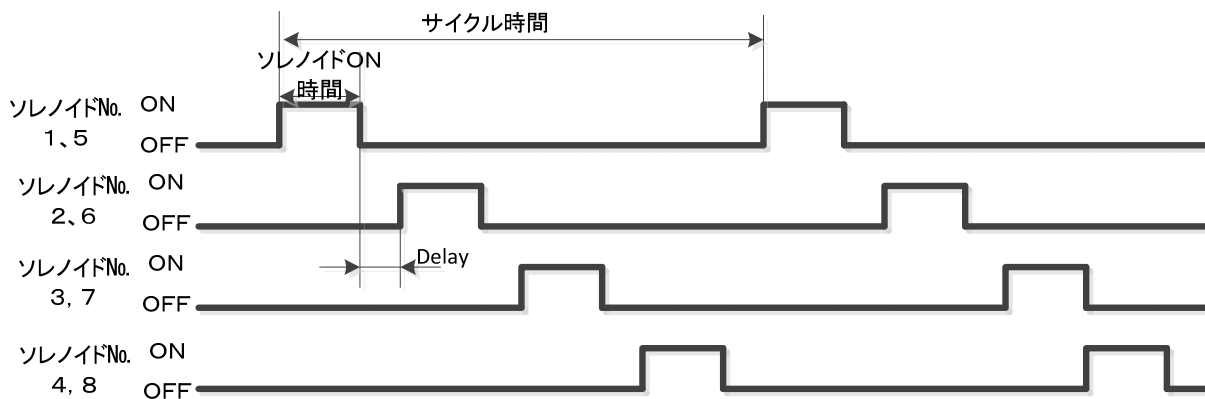 サイクル時間
ソレノイドON
時間
ソレノイドNo.
1、5
ON
OFF
ソレノイドNo.
2、6
ON
OFF
Delay
ソレノイドNo.
3, 7
ON
OFF
ソレノイドNo.
4, 8
ON
OFF